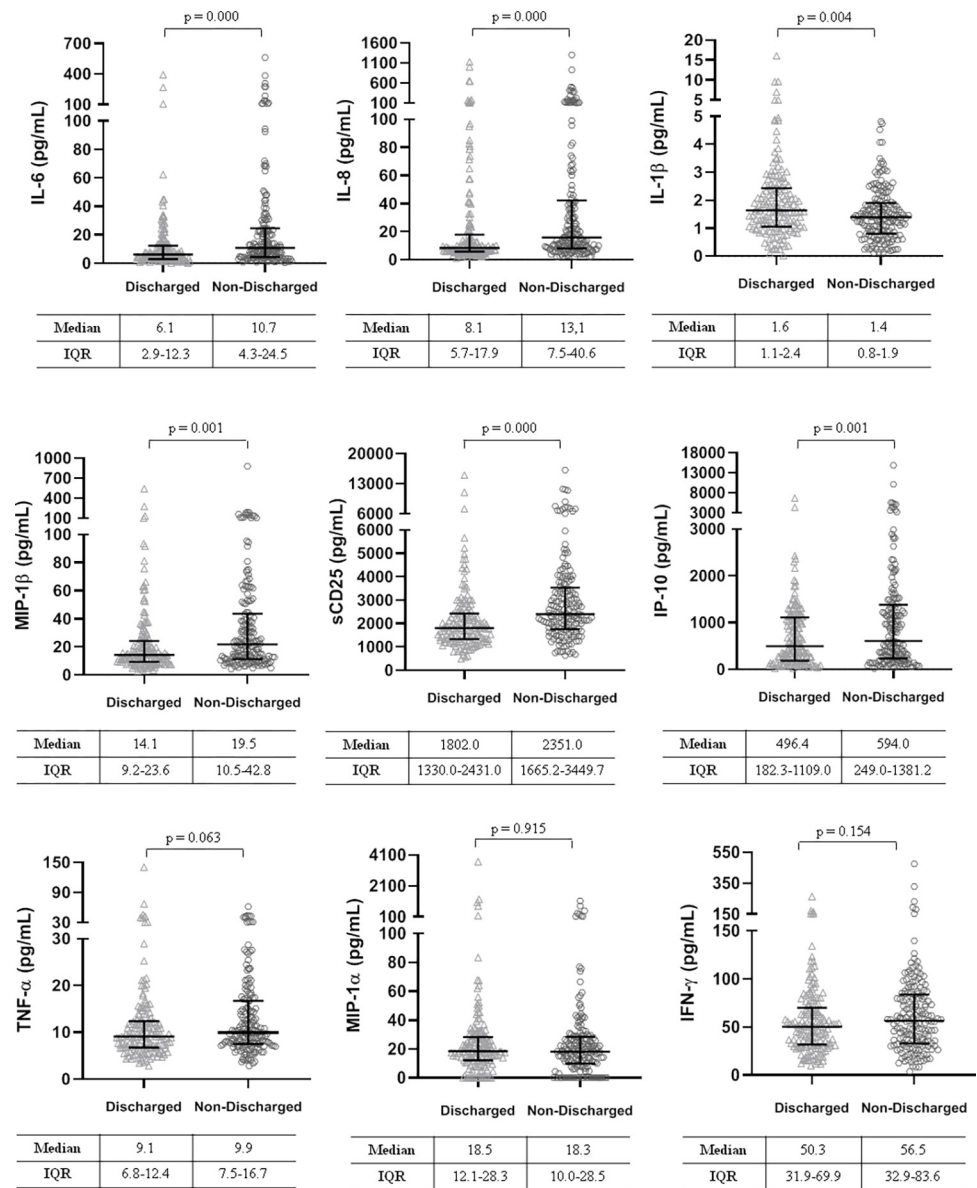 p = 0.000
IL-6 (pg/mL)
700
400
100
100
80
60
40
20
0
Discharged Non-Discharged
Median 6.1 10.7
IQR 2.9-12.3 4.3-24.5
p = 0.000
IL-8 (pg/mL)
1600
1100
600
100
100
80
60
40
20
0
Discharged Non-Discharged
Median 8.1 13,1
IQR 5.7-17.9 7.5-40.6
p = 0.004
IL-1β (pg/mL)
20
15
10
5
5
4
3
2
1
0
Discharged Non-Discharged
Median 1.6 1.4
IQR 1.1-2.4 0.8-1.9
p = 0.001
MIP-1β (pg/mL)
1000
700
400
100
100
80
60
40
20
0
Discharged Non-Discharged
Median 14.1 19.5
IQR 9.2-23.6 10.5-42.8
p = 0.000
sCD25 (pg/mL)
20000
13000
6000
6000
5000
4000
3000
2000
1000
0
Discharged Non-Discharged
Median 1802.0 2351.0
IQR 1330.0-2431.0 1665.2-3449.7
p = 0.001
IP-10 (pg/mL)
18000
13000
8000
3000
3000
2000
1000
0
Discharged Non-Discharged
Median 496.4 594.0
IQR 182.3-1109.0 249.0-1381.2
p = 0.063
TNF-α (pg/mL)
150
90
30
30
20
10
0
Discharged Non-Discharged
Median 9.1 9.9
IQR 6.8-12.4 7.5-16.7
p = 0.915
MIP-1α (pg/mL)
4100
2100
100
100
80
60
40
20
0
Discharged Non-Discharged
Median 18.5 18.3
IQR 12.1-28.3 10.0-28.5
p = 0.154
IFN-γ (pg/mL)
550
350
150
150
100
50
0
Discharged Non-Discharged
Median 50.3 56.5
IQR 31.9-69.9 32.9-83.6